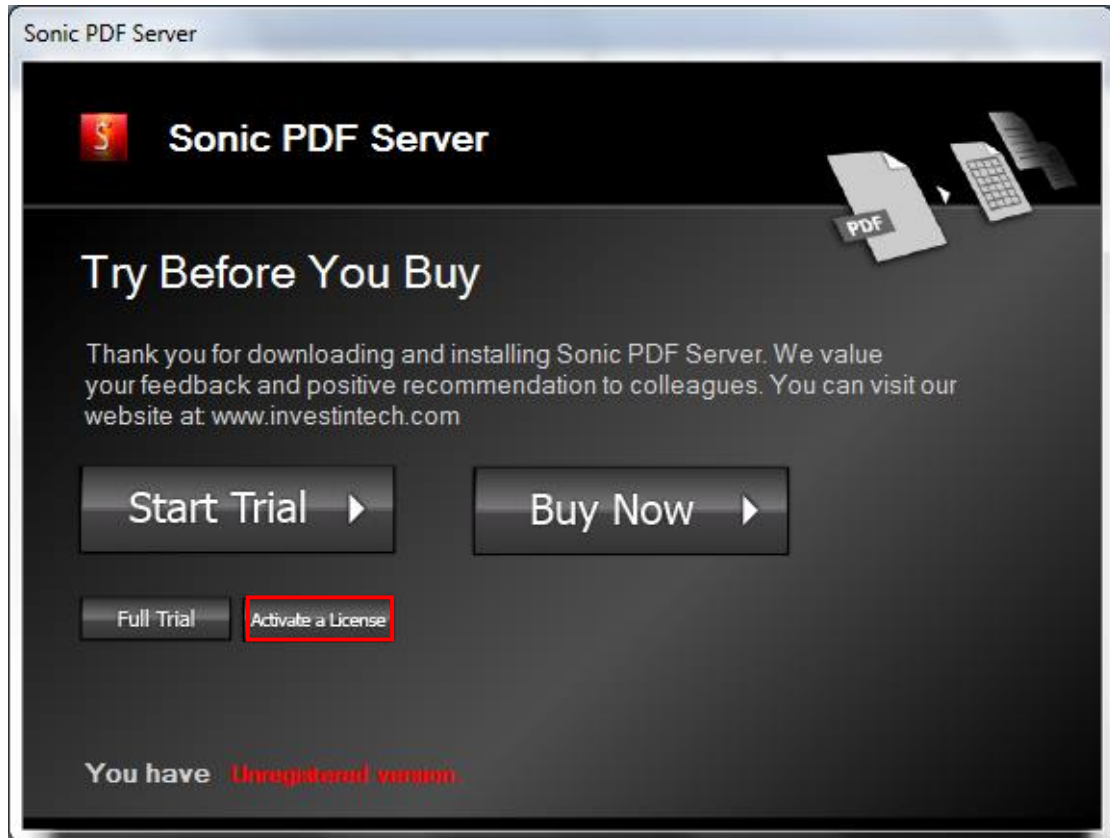 Sonic PDF Server
Sonic PDF Server
PDF
Try Before You Buy
Thank you for downloading and installing Sonic PDF Server. We value
your feedback and positive recommendation to colleagues. You can visit our
website at: www.investintech.com
Start Trial
Buy Now
Full Trial
Activate a License
You have Unregistered version.